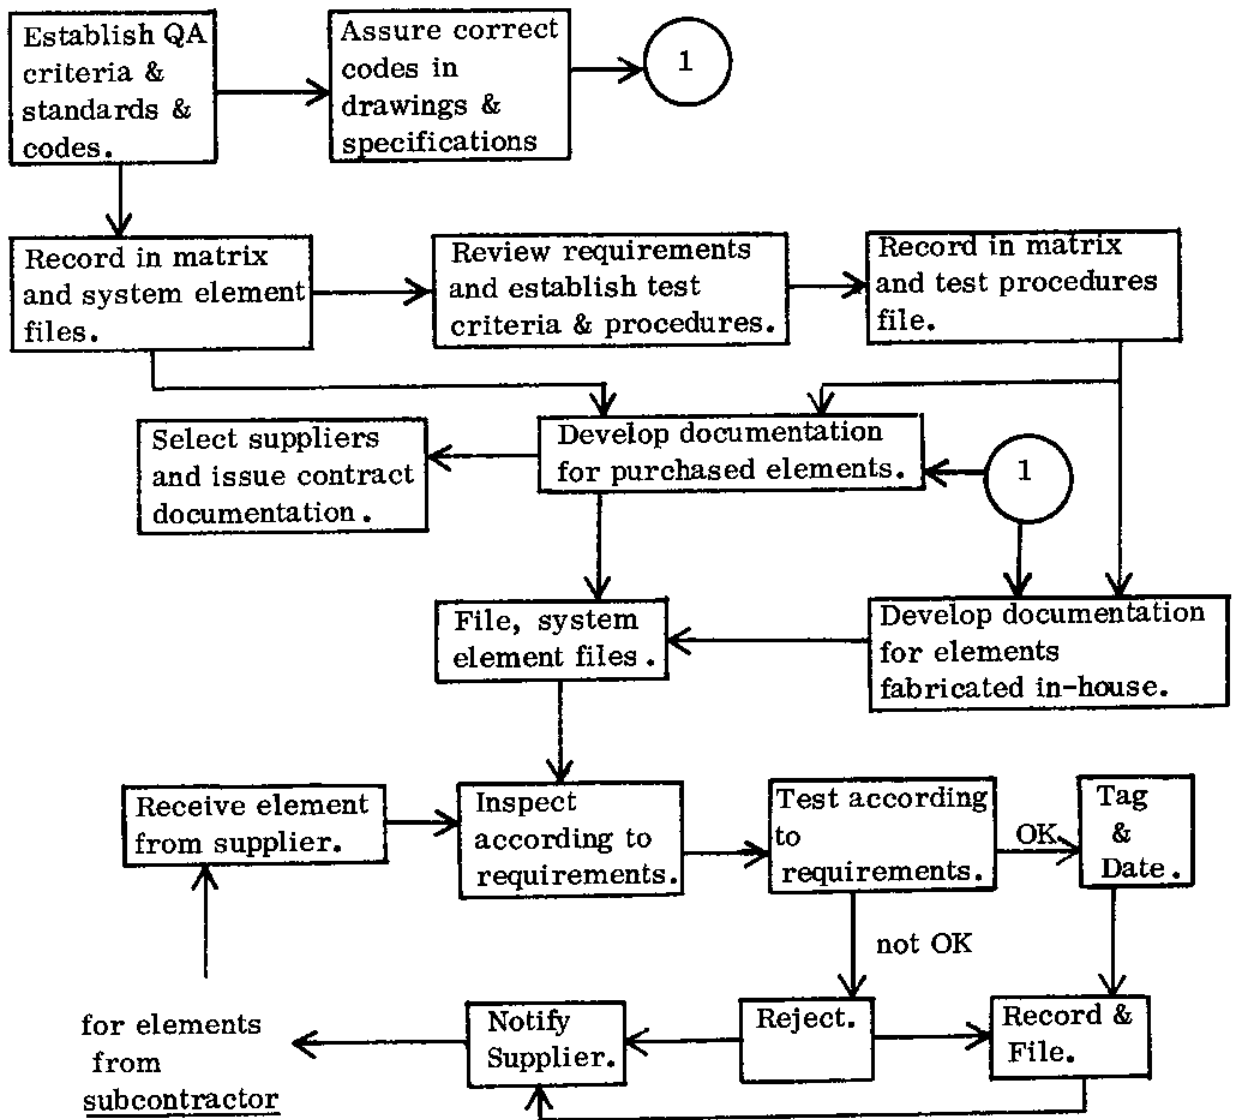 Establish QA
criteria &
standards &
codes.
Assure correct
codes in
drawings &
specifications
1
Record in matrix
and system element
files.
Review requirements
and establish test
criteria & procedures.
Record in matrix
and test procedures
file.
Select suppliers
and issue contract
documentation.
Develop documentation
for purchased elements.
1
File, system
element files.
Develop documentation
for elements
fabricated in-house.
Receive element
from supplier.
Inspect
according to
requirements.
Test according
to
requirements.
OK
Tag
&
Date.
not OK
for elements
from
subcontractor
Notify
Supplier.
Reject.
Record &
File.